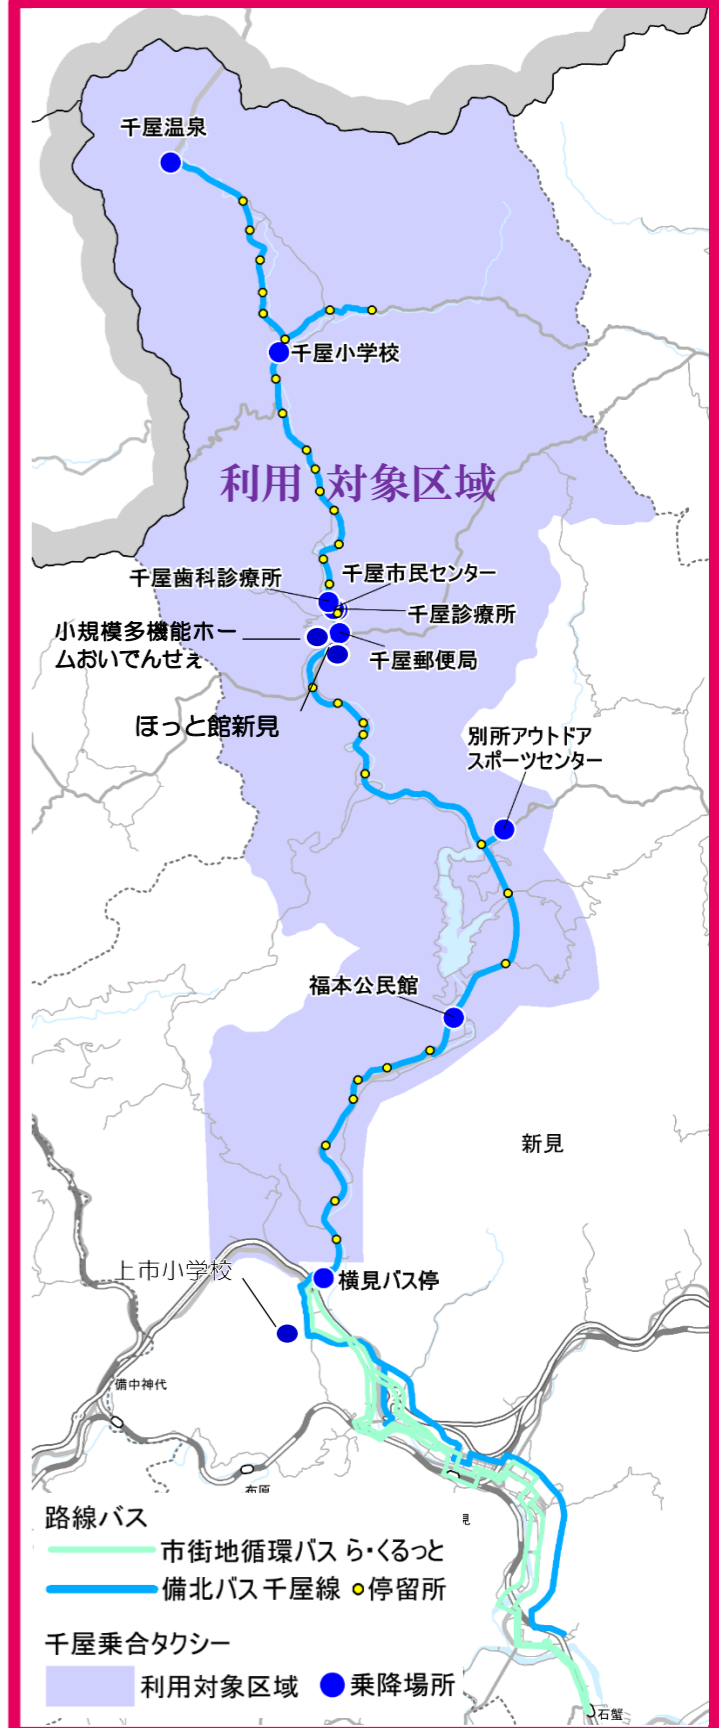 千屋温泉
千屋小学校
利用 対象区域
千屋歯科診療所
千屋市民センター
千屋診療所
小規模多機能ホー
ムおいでんせぇ
千屋郵便局
ほっと館新見
別所アウトドア
スポーツセンター
福本公民館
新見
上市小学校
横見バス停
備中神代
布原
見
路線バス
市街地循環バス ら・くるっと
備北バス千屋線 停留所
千屋乗合タクシー
利用対象区域 乗降場所
石蟹